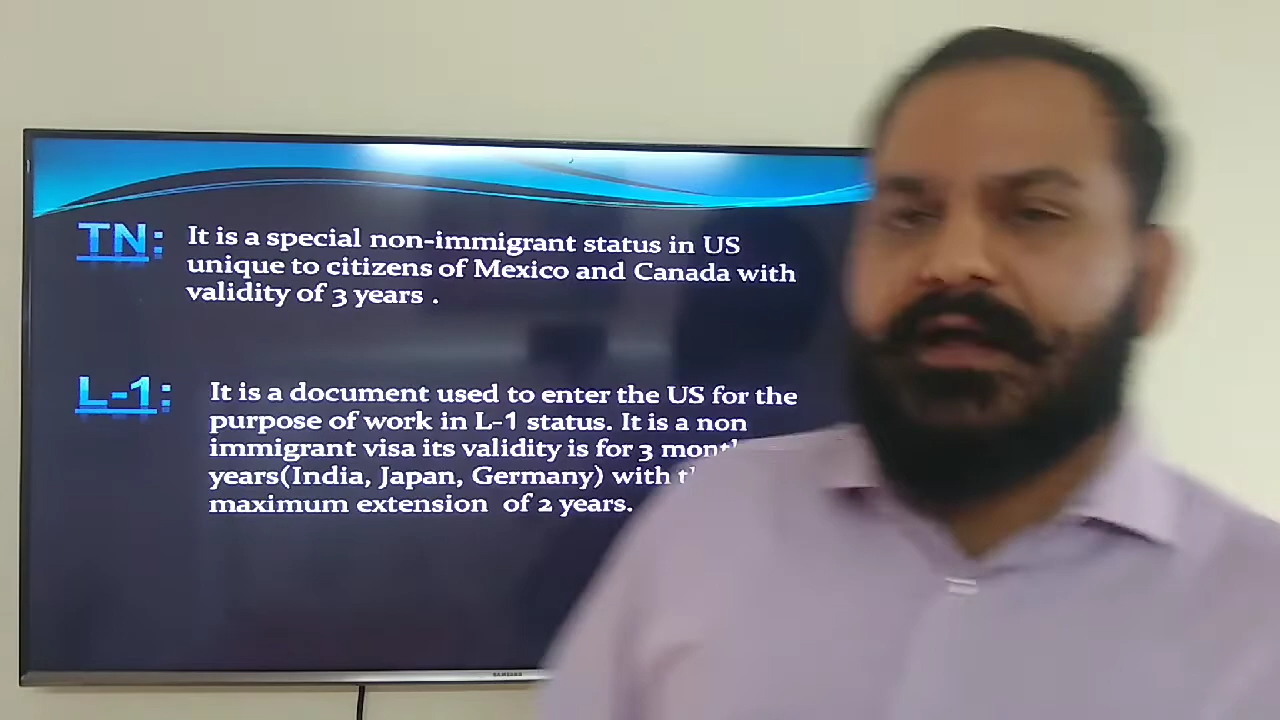 TN: It is a special non-immigrant status in US
unique to citizens of Mexico and Canada with
validity of 3 years .
L-1: It is a document used to enter the US for the
purpose of work in L-1 status. It is a non
immigrant visa its validity is for 3
years(India, Japan, Germany) with
maximum extension of 2 years.
SAMSUNG